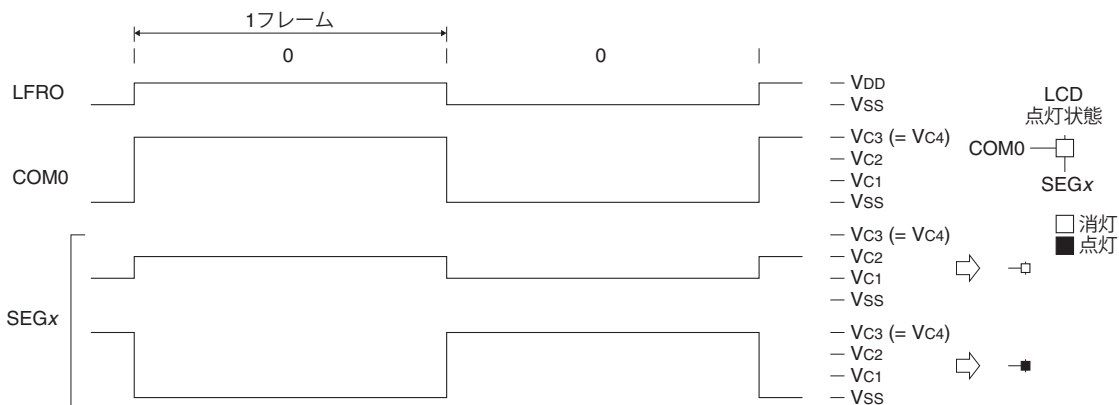 1フレーム
0 0
LFRO
VDD
VSS
COM0
VC3 (= VC4)
VC2
VC1
VSS
LCD
点灯状態
COM0
SEGx
消灯
点灯
SEGx
VC3 (= VC4)
VC2
VC1
VSS
VC3 (= VC4)
VC2
VC1
VSS